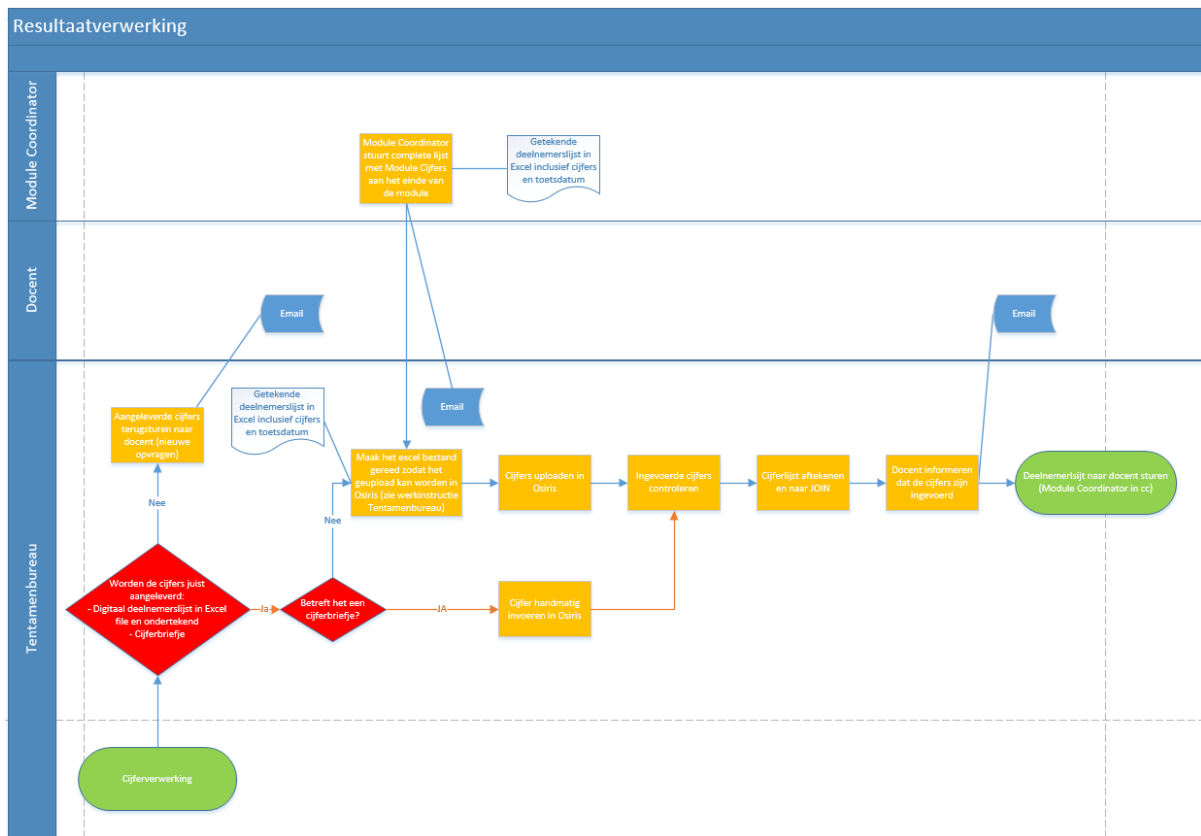 Resultaatverwerking
Module Coordinator
Module Coordinator
stuurt complete lijst
met Module Cijfers
aan het einde van
de module
Getekende
deelnemerslijst in
Excel inclusief cijfers
en toetsdatum
Docent
Email
Email
Tentamenbureau
Aangeleverde cijfers
terugsturen naar
docent (nieuwe
opvragen)
Getekende
deelnemerslijst in
Excel inclusief cijfers
en toetsdatum
Email
Nee
Nee
Maak het excel bestand
gereed zodat het
geupload kan worden in
Osiris (zie werkinstructie
Tentamenbureau)
Cijfers uploaden in
Osiris
Ingevoerde cijfers
controleren
Cijferlijst aftekenen
en naar JOIN
Docent informeren
dat de cijfers zijn
ingevoerd
Deelnemerlsijt naar docent sturen
(Module Coordinator in cc)
Worden de cijfers juist
aangeleverd:
- Digitaal deelnemerslijst in Excel
file en ondertekend
- Cijferbriefje
Ja
Betreft het een
cijferbriefje?
JA
Cijfer handmatig
invoeren in Osiris
Cijferverwerking